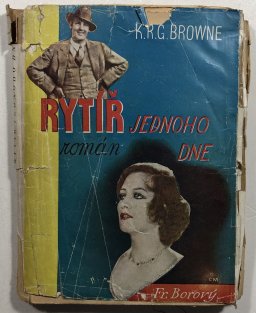 K.R.G. BROWNE
RYTÍŘ JEDNOHO
román DNE
Fr. Borový